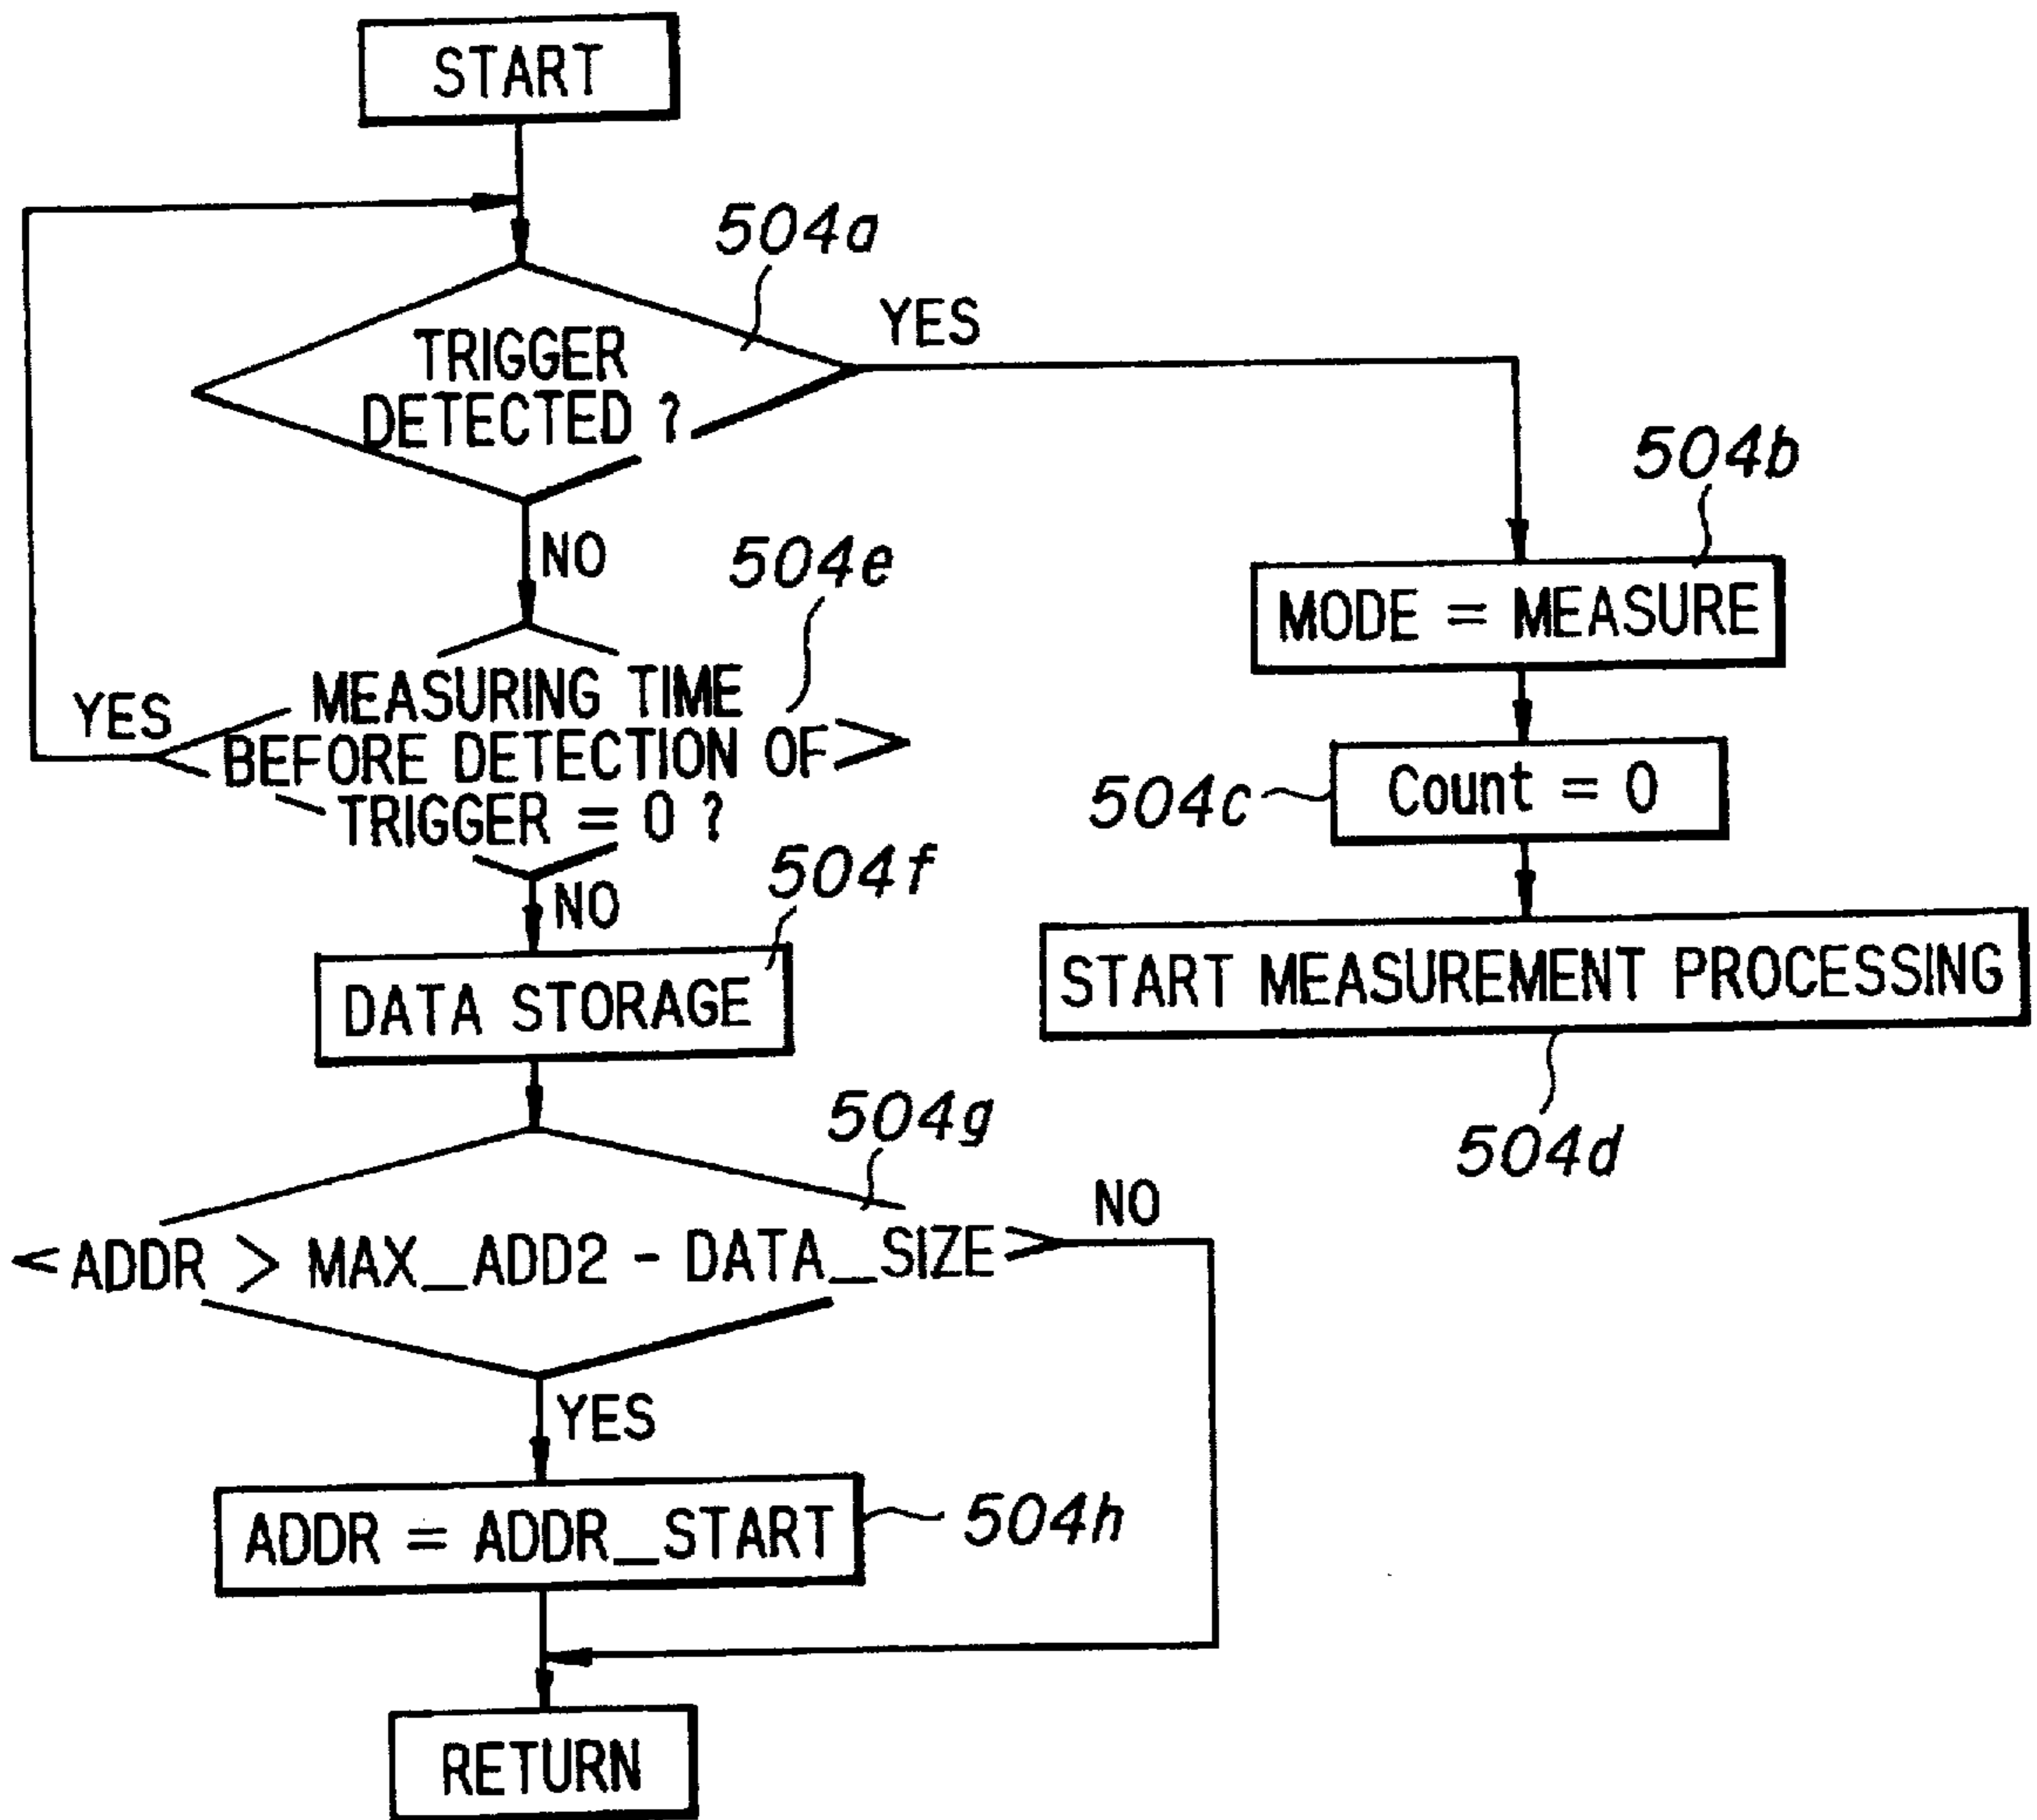 START
504a
YES
TRIGGER
DETECTED ?
504b
NO
504e
MODE = MEASURE
MEASURING TIME
YES
BEFORE DETECTION OF
TRIGGER = 0 ?
504c
Count = 0
504f
NO
START MEASUREMENT PROCESSING
DATA STORAGE
504d
504g
NO
ADDR > MAX_ADD2 - DATA_SIZE
YES
ADDR = ADDR_START
504h
RETURN